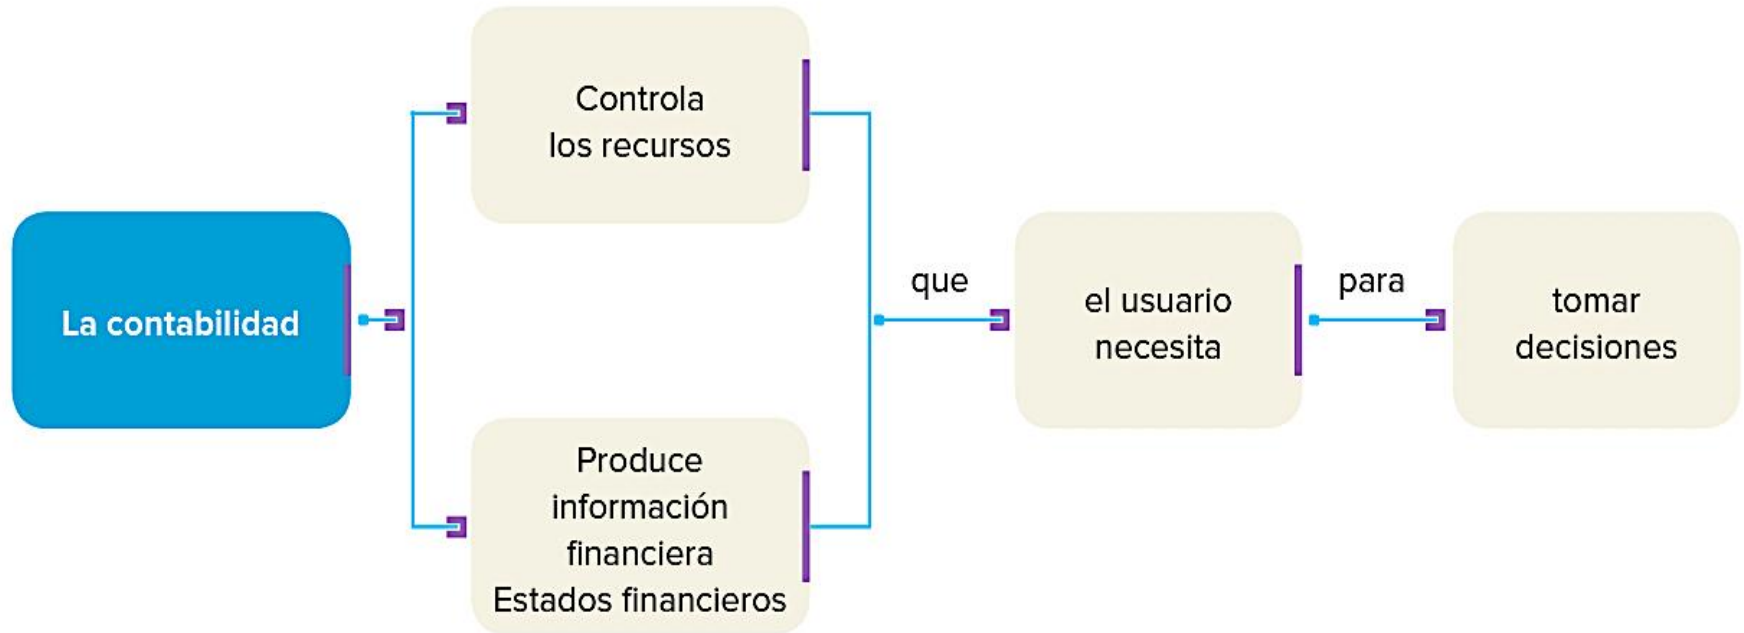 La contabilidad
Controla
los recursos
Produce
información
financiera
Estados financieros
que
el usuario
necesita
para
tomar
decisiones